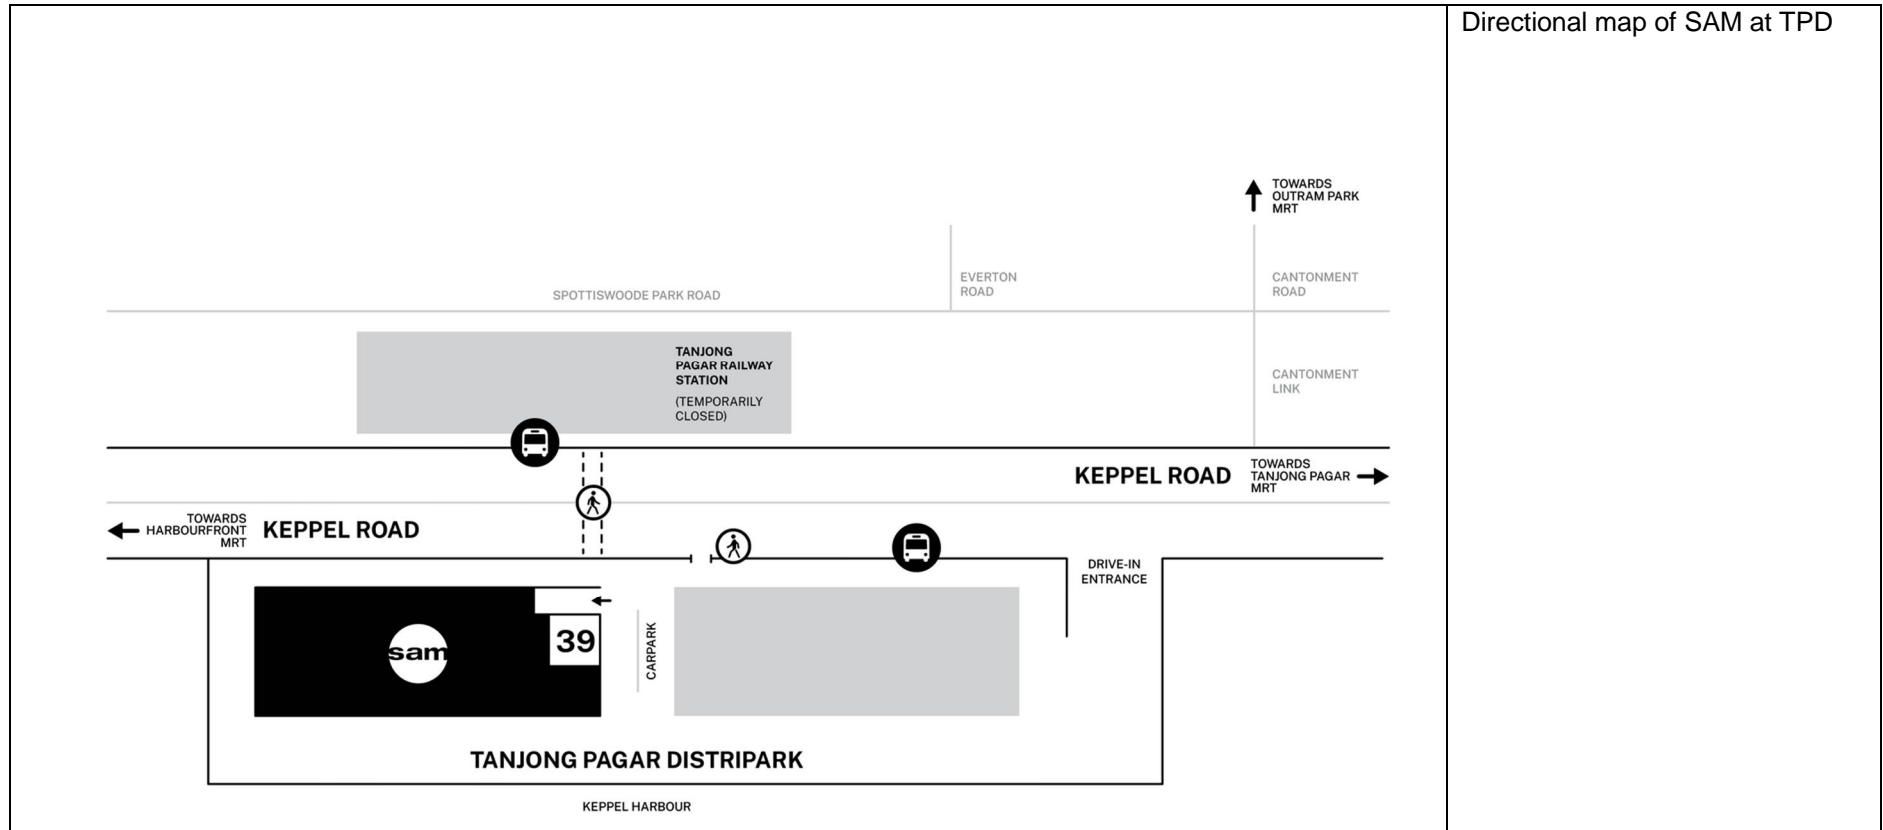 Directional map of SAM at TPD
TOWARDS
OUTRAM PARK
MRT
EVERTON
ROAD
CANTONMENT
ROAD
SPOTTISWOODE PARK ROAD
TANJONG
PAGAR RAILWAY
STATION
(TEMPORARILY
CLOSED)
CANTONMENT
LINK
KEPPEL ROAD
TOWARDS
TANJONG PAGAR
MRT
TOWARDS
HARBOURFRONT
MRT
KEPPEL ROAD
DRIVE-IN
ENTRANCE
sam
39
CARPARK
TANJONG PAGAR DISTRIPARK
KEPPEL HARBOUR